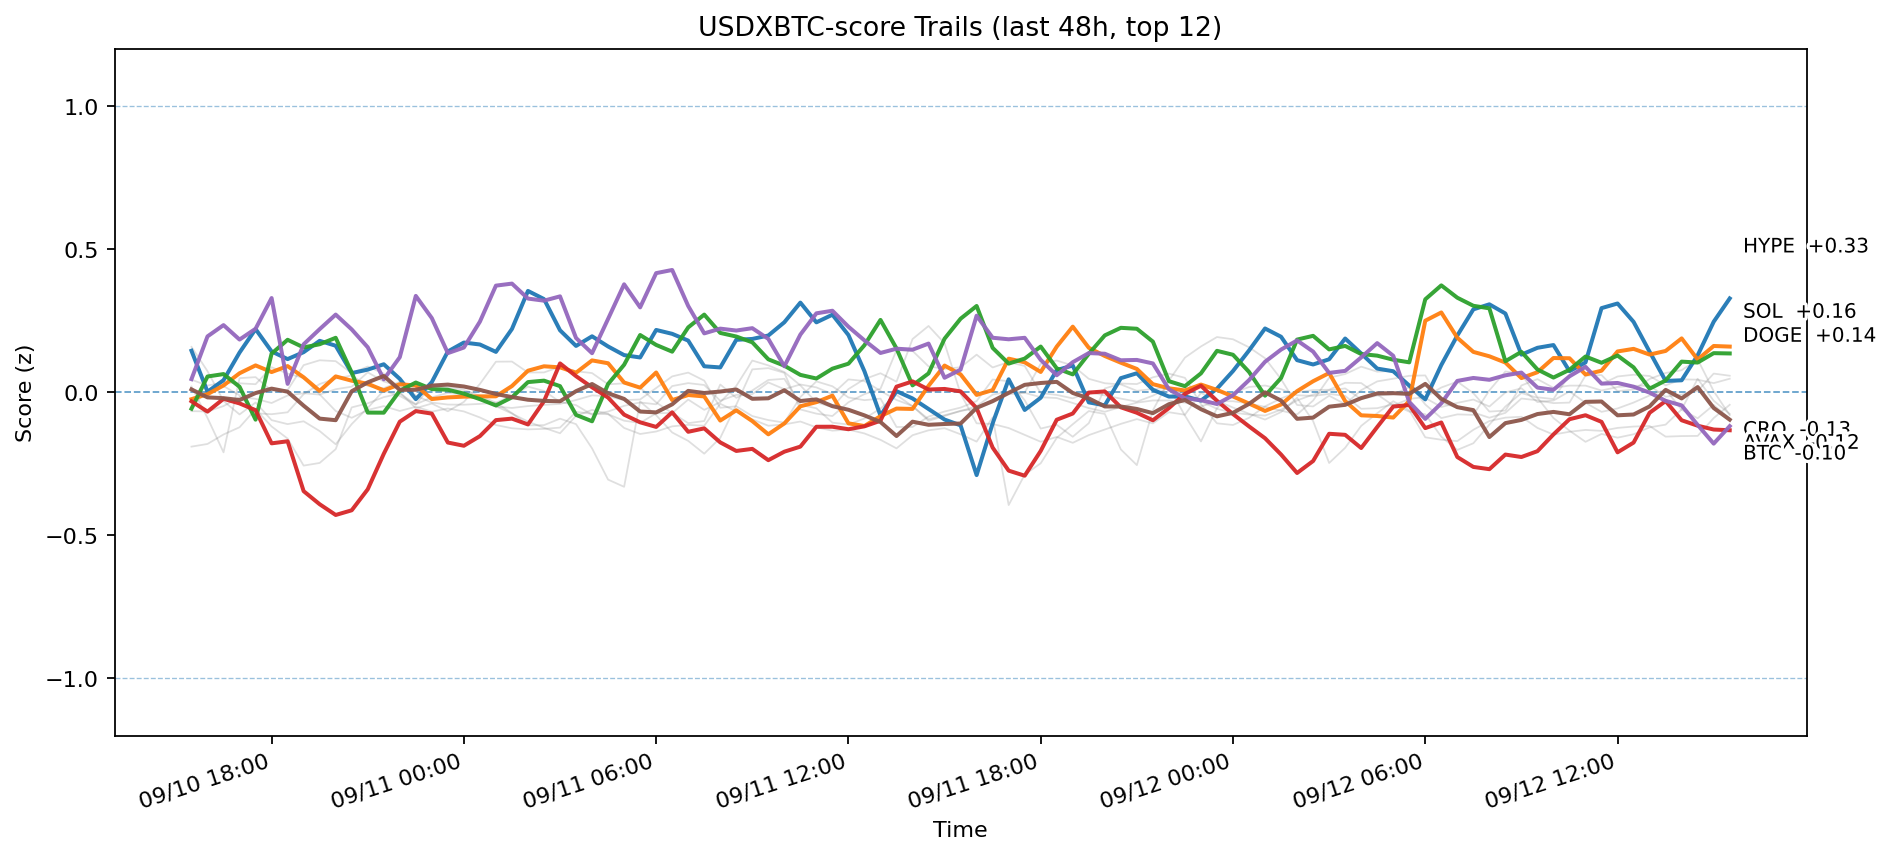 USDXBTC-score Trails (last 48h, top 12)
Score (z)
1.0
0.5
0.0
−0.5
−1.0
HYPE +0.33
SOL +0.16
DOGE +0.14
CRO -0.13
BTC -0.10
09/10 18:00
09/11 00:00
09/11 06:00
09/11 12:00
09/11 18:00
09/12 00:00
09/12 06:00
09/12 12:00
Time